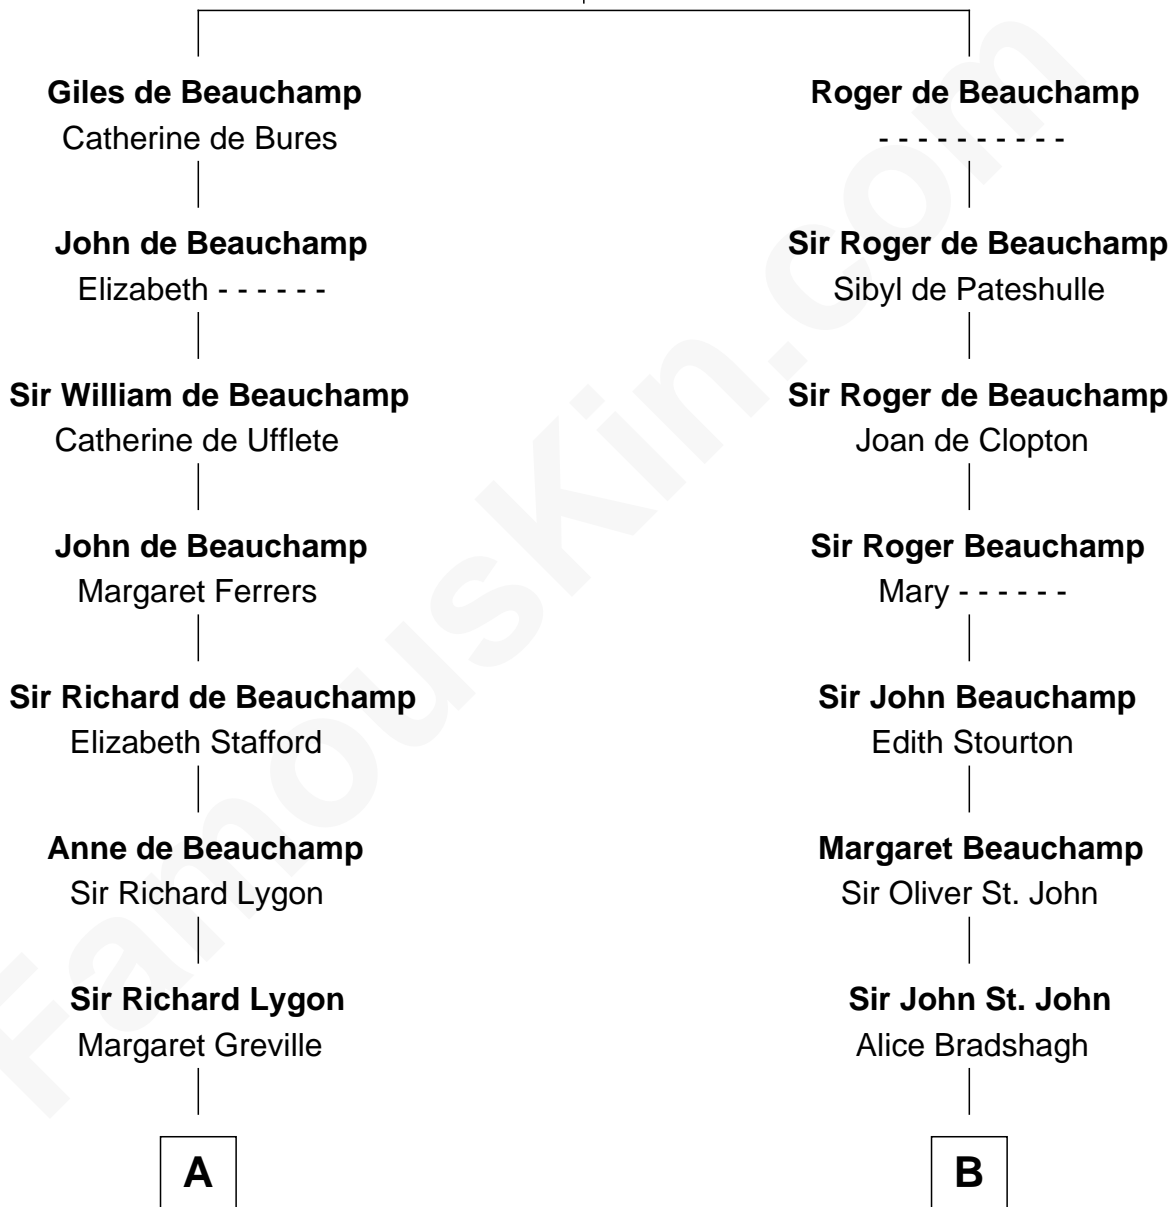 Giles de Beauchamp
Catherine de Bures
John de Beauchamp
Elizabeth - - - - - -
Sir William de Beauchamp
Catherine de Ufflete
John de Beauchamp
Margaret Ferrers
Sir Richard de Beauchamp
Elizabeth Stafford
Anne de Beauchamp
Sir Richard Lygon
Sir Richard Lygon
Margaret Greville
A
Roger de Beauchamp
- - - - - - - - - -
Sir Roger de Beauchamp
Sibyl de Pateshulle
Sir Roger de Beauchamp
Joan de Clopton
Sir Roger Beauchamp
Mary - - - - - -
Sir John Beauchamp
Edith Stourton
Margaret Beauchamp
Sir Oliver St. John
Sir John St. John
Alice Bradshagh
B
FamousKin.com